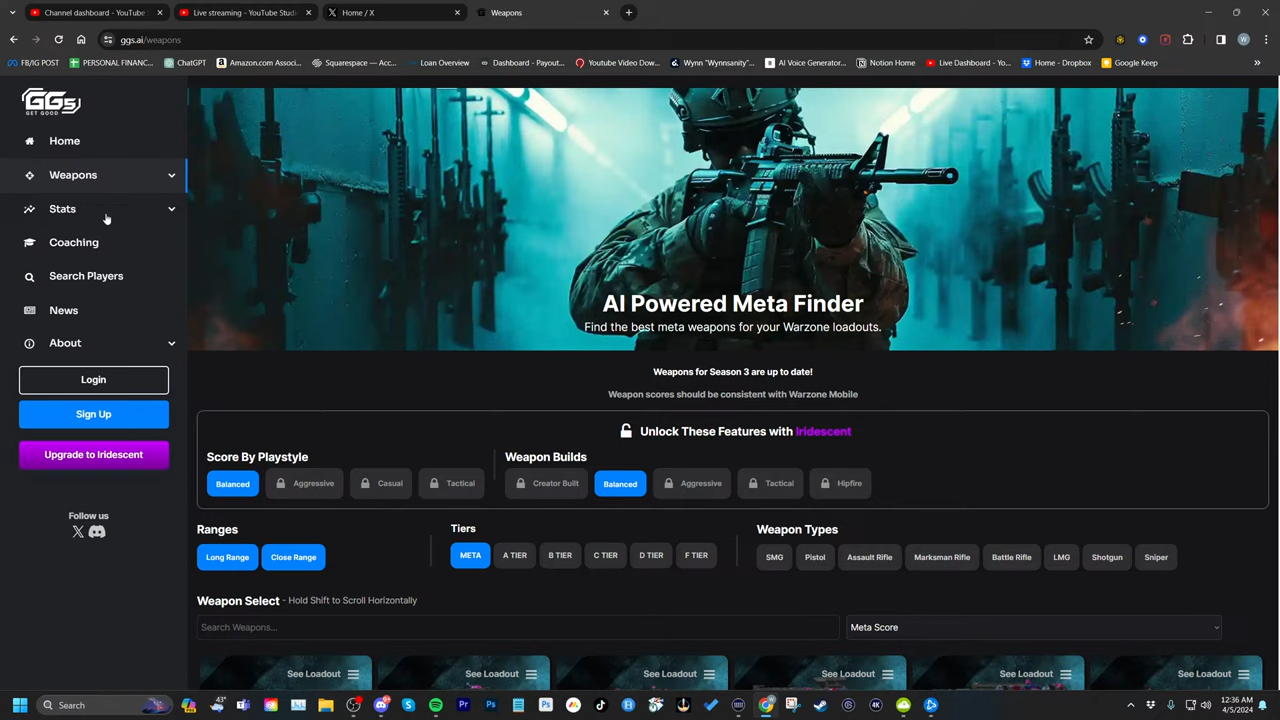 Channel dashboard - YouTube S
Live streaming - YouTube Studi
Home / X
Weapons
ggs.ai/weapons
FB/IG POST
PERSONAL FINANC...
ChatGPT
Amazon.com Associ...
Squarespace — Acc...
Loan Overview
Dashboard - Payout...
Youtube Video Dow...
Wynn "Wynnsanity"...
AI Voice Generator...
Notion Home
Live Dashboard - Yo...
Home - Dropbox
Google Keep
GGs
GET GOOD
Home
Weapons
Stats
Coaching
Search Players
News
About
Login
Sign Up
Upgrade to Iridescent
Follow us
AI Powered Meta Finder
Find the best meta weapons for your Warzone loadouts.
Weapons for Season 3 are up to date!
Weapon scores should be consistent with Warzone Mobile
Unlock These Features with Iridescent
Score By Playstyle
Balanced
Aggressive
Casual
Tactical
Weapon Builds
Creator Built
Balanced
Aggressive
Tactical
Hipfire
Ranges
Long Range
Close Range
Tiers
META
A TIER
B TIER
C TIER
D TIER
F TIER
Weapon Types
SMG
Pistol
Assault Rifle
Marksman Rifle
Battle Rifle
LMG
Shotgun
Sniper
Weapon Select - Hold Shift to Scroll Horizontally
Search Weapons...
Meta Score
See Loadout
See Loadout
See Loadout
See Loadout
See Loadout
See Loadout
Search
43°
12:36 AM
4/5/2024